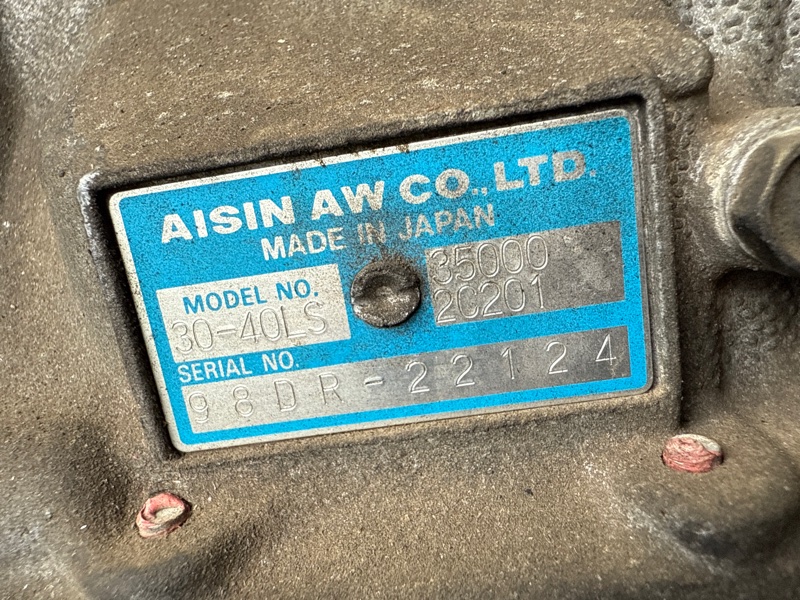 AISIN AW CO., LTD.
MADE IN JAPAN
MODEL NO.
30-40LS
35000
2C201
SERIAL NO.
98DR-22124